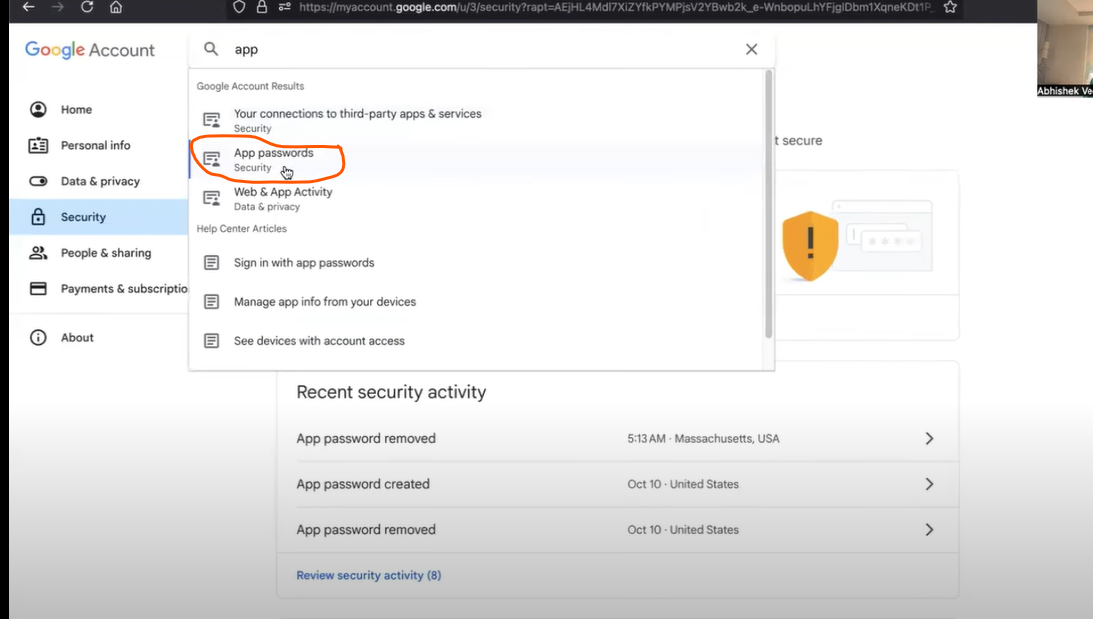 https://myaccount.google.com/u/3/security?rapt=
Google Account
app
Google Account Results
Your connections to third-party apps & services
Security
App passwords
Security
Web & App Activity
Data & privacy
Help Center Articles
Sign in with app passwords
Manage app info from your devices
See devices with account access
Home
Personal info
Data & privacy
Security
People & sharing
Payments & subscriptio
About
t secure
Abhishek Ve
Recent security activity
App password removed 5:13 AM · Massachusetts, USA
App password created Oct 10 · United States
App password removed Oct 10 · United States
Review security activity (8)